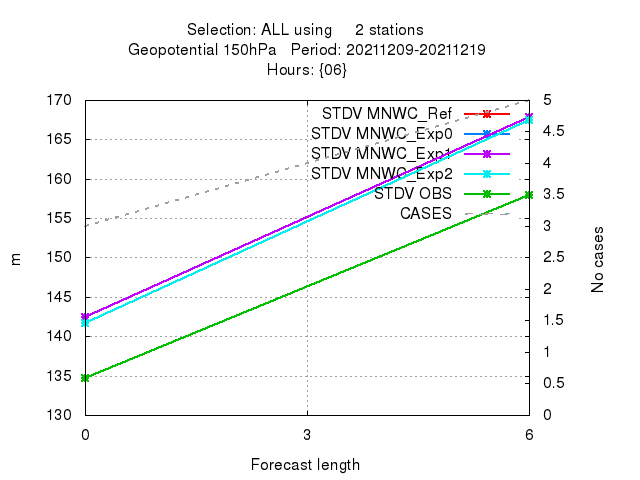 Selection: ALL using 2 stations
Geopotential 150hPa Period: 20211209-20211219
Hours: {06}
170
165
160
155
150
145
140
135
130
5
4.5
4
3.5
3
2.5
2
1.5
1
0.5
0
STDV MNWC_Ref
STDV MNWC_Exp0
STDV MNWC_Exp1
STDV MNWC_Exp2
STDV OBS
CASES
m
No cases
0 3 6
Forecast length